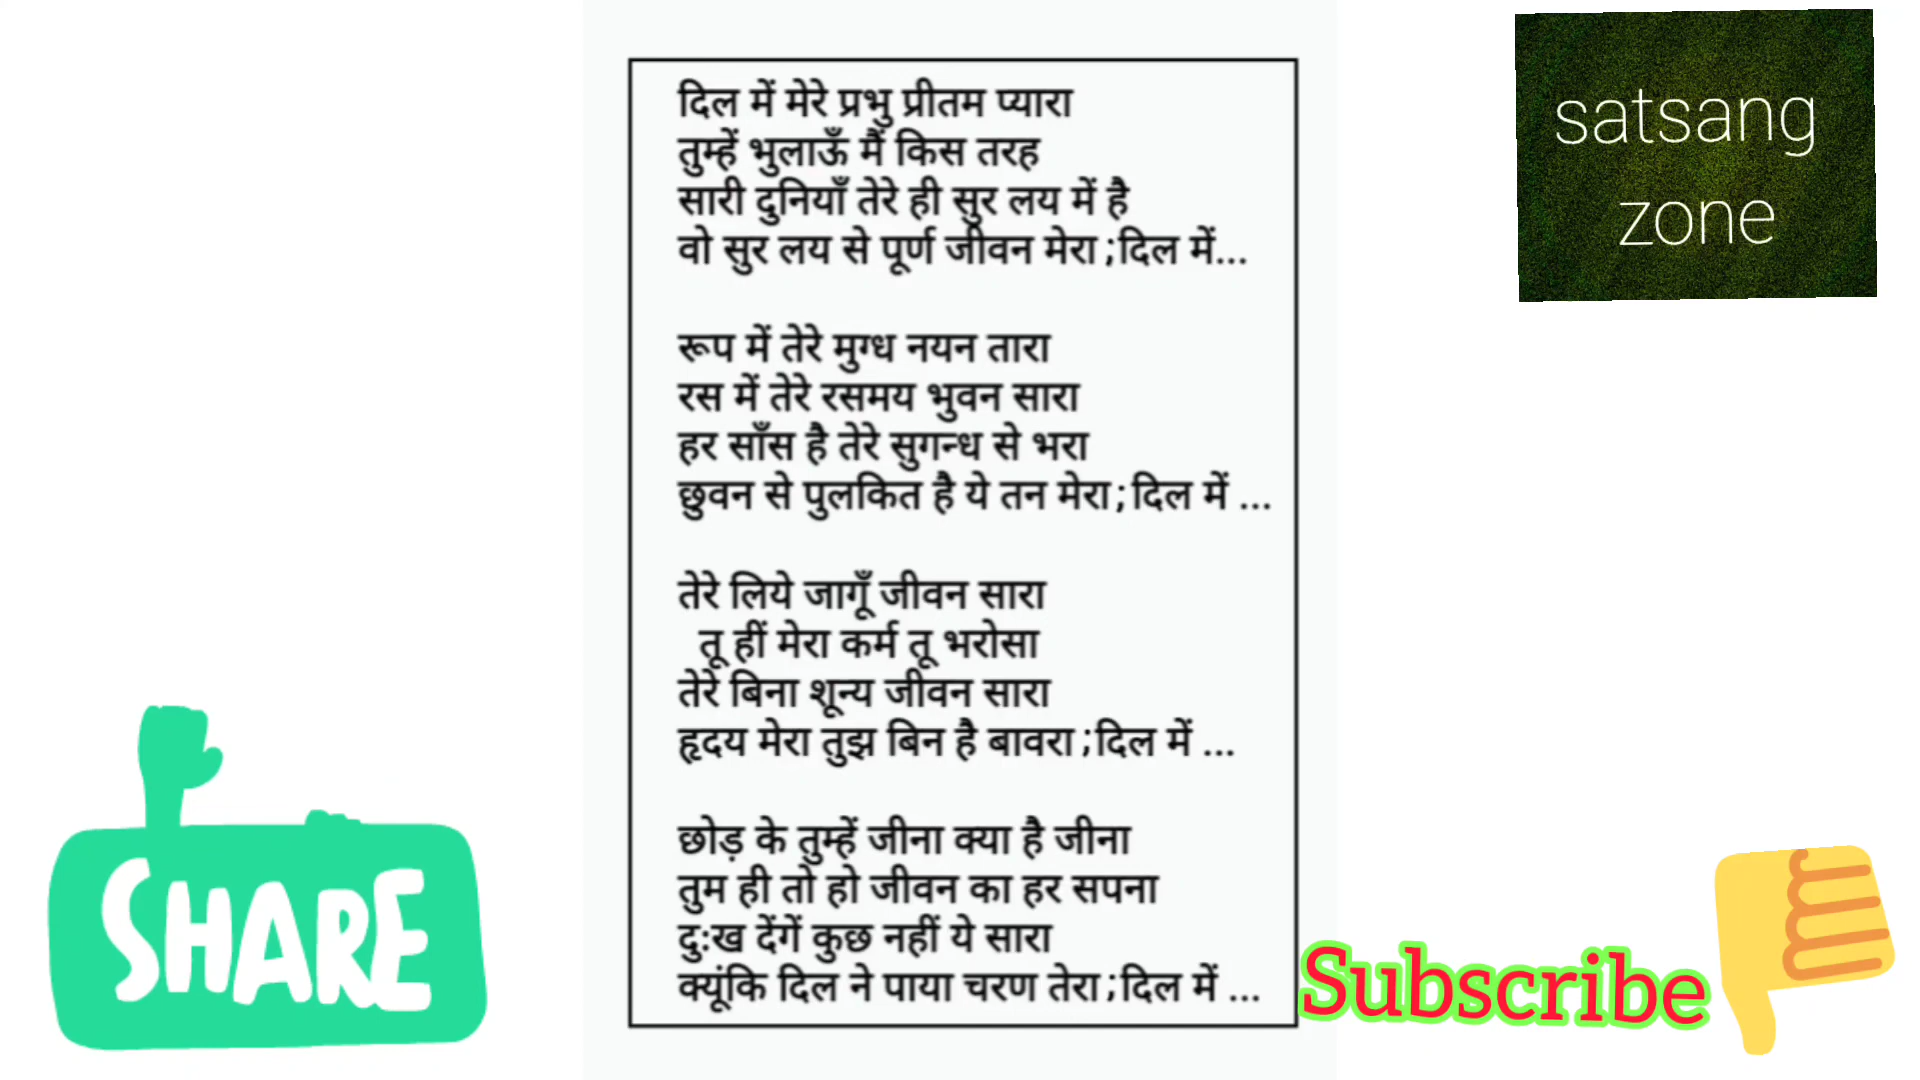 दिल में मेरे प्रभु प्रीतम प्यारा
तुम्हें भुलाऊँ मैं किस तरह
सारी दुनियाँ तेरे ही सुर लय में है
वो सुर लय से पूर्ण जीवन मेरा ;दिल में...
रूप में तेरे मुग्ध नयन तारा
रस में तेरे रसमय भुवन सारा
हर साँस है तेरे सुगन्ध से भरा
छुवन से पुलकित है ये तन मेरा ; दिल में ...
तेरे लिये जागूँ जीवन सारा
तू हीं मेरा कर्म तू भरोसा
तेरे बिना शून्य जीवन सारा
हृदय मेरा तुझ बिन है बावरा ;दिल में ...
छोड़ के तुम्हें जीना क्या है जीना
तुम ही तो हो जीवन का हर सपना
दुःख देंगें कुछ नहीं ये सारा
क्यूंकि दिल ने पाया चरण तेरा ;दिल में ...
satsang
zone
SHARE
Subscribe